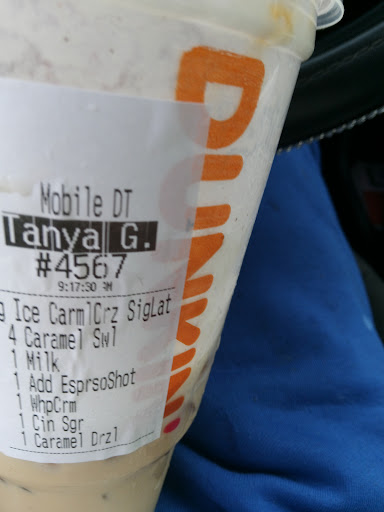 Mobile DT
Tanya G.
#4567
9:17:30 AM
g Ice CarmlCrz SigLat
4 Caramel Swl
1 Milk
1 Add EsprsoShot
1 WhpCrm
1 Cin Sgr
1 Caramel Drzl
DUNKIN'